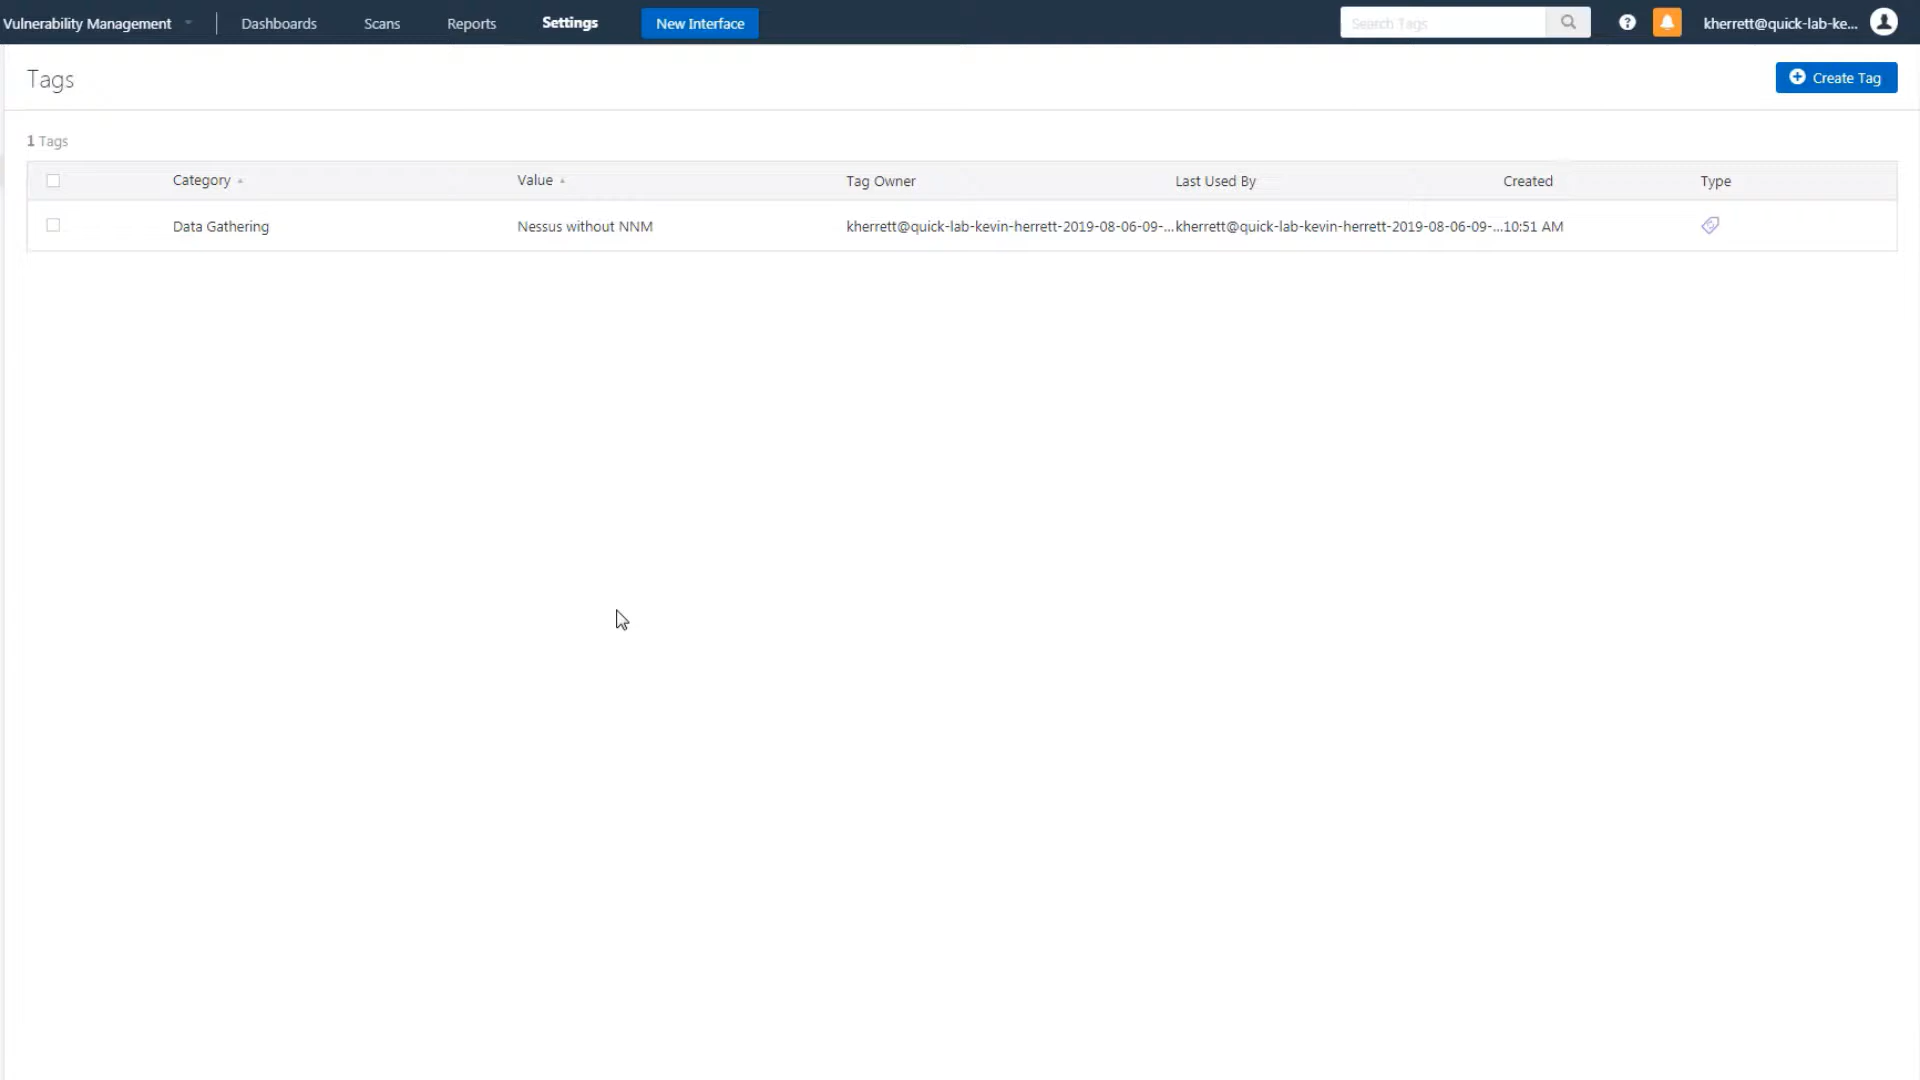 Vulnerability Management Dashboards Scans Reports Settings New Interface Search Tags kherrett@quick-lab-ke...
Tags Create Tag
1 Tags
Category Value Tag Owner Last Used By Created Type
Data Gathering Nessus without NNM kherrett@quick-lab-kevin-herrett-2019-08-06-09-... kherrett@quick-lab-kevin-herrett-2019-08-06-09-... 10:51 AM